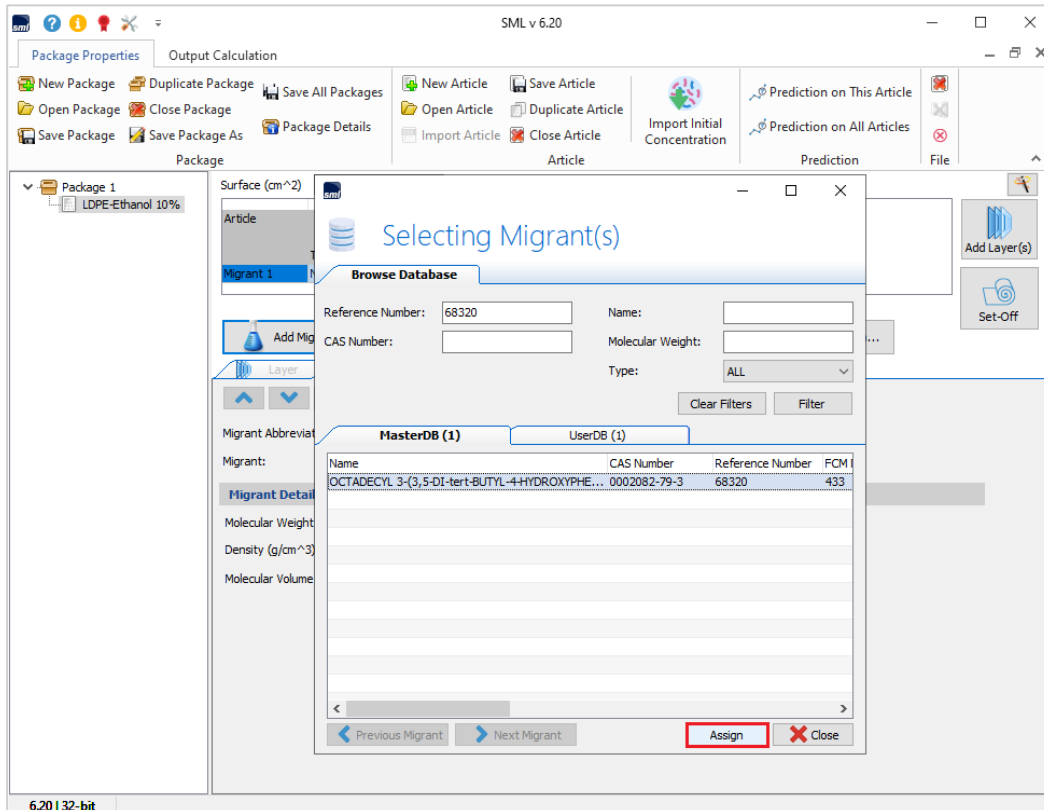 sml
SML v 6.20
Package Properties
Output Calculation
New Package
Duplicate Package
Save All Packages
Open Package
Close Package
Package Details
Save Package
Save Package As
Package
New Article
Save Article
Open Article
Duplicate Article
Import Article
Close Article
Import Initial
Concentration
Article
Prediction on This Article
Prediction on All Articles
Prediction
File
Package 1
LDPE-Ethanol 10%
Surface (cm^2)
Article
Migrant 1
Add Layer(s)
Set-Off
Add Mig
Layer
Migrant Abbreviat
Migrant:
Migrant Detail
Molecular Weight
Density (g/cm^3)
Molecular Volume
sml
Selecting Migrant(s)
Browse Database
Reference Number: 68320
Name:
CAS Number:
Molecular Weight:
Type: ALL
Clear Filters
Filter
MasterDB (1)
UserDB (1)
Name CAS Number Reference Number FCM
OCTADECYL 3-(3,5-DI-tert-BUTYL-4-HYDROXYPHE... 0002082-79-3 68320 433
Previous Migrant
Next Migrant
Assign
Close
6.20 | 32-bit